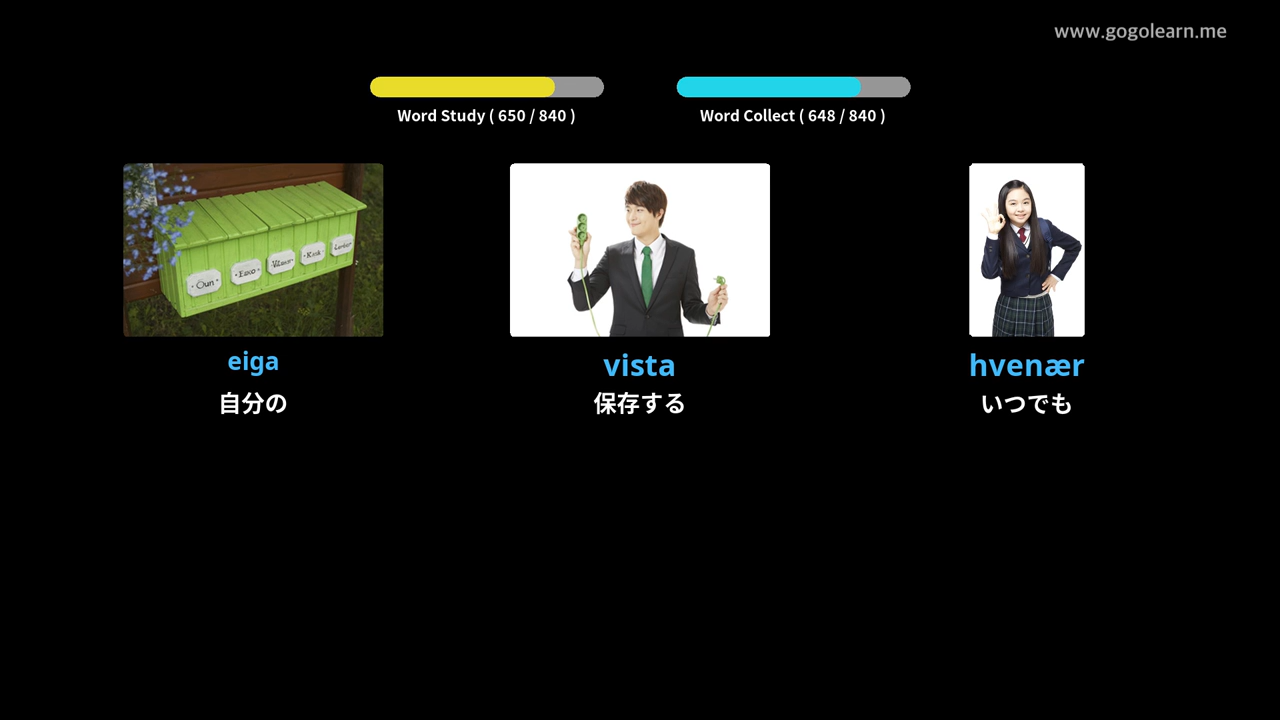 www.gogolearn.me
Word Study ( 650 / 840 )
Word Collect ( 648 / 840 )
eiga
自分の
vista
保存する
hvenær
いつでも